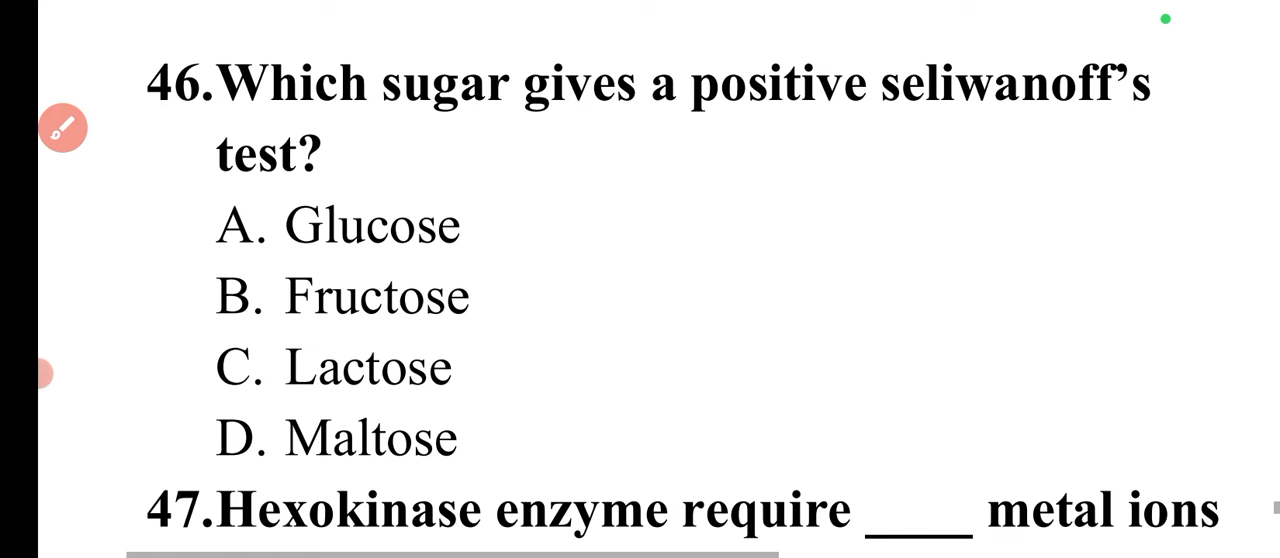 46.Which sugar gives a positive seliwanoff’s
test?
A. Glucose
B. Fructose
C. Lactose
D. Maltose
47.Hexokinase enzyme require ____ metal ions